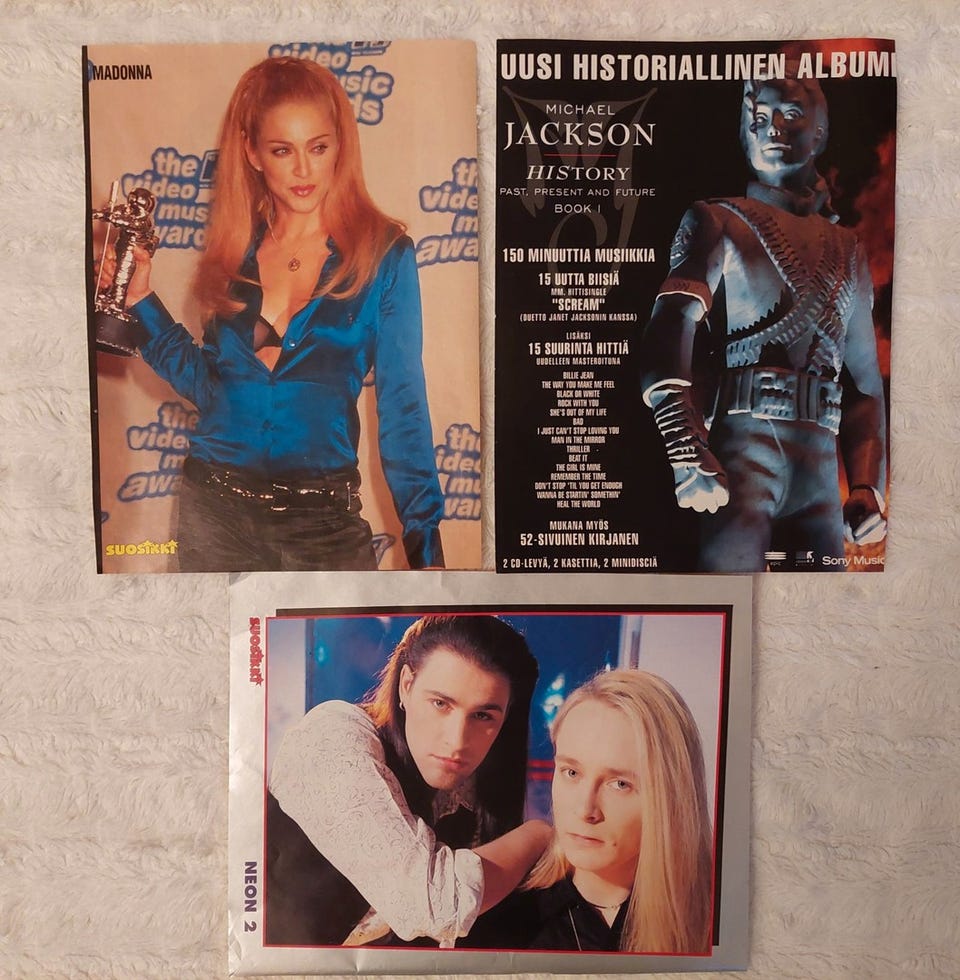 MADONNA
video
music
awards
the
video
music
awards
the
video
music
awards
the
video
music
awards
the
video
music
awards
SUOSIKKI
UUSI HISTORIALLINEN ALBUMI
MICHAEL
JACKSON
HISTORY
PAST, PRESENT AND FUTURE
BOOK I
150 MINUUTTIA MUSIIKKIA
15 UUTTA BIISIÄ
MM. HITTISINGLE
"SCREAM"
(DUETTO JANET JACKSONIN KANSSA)
LISÄKSI
15 SUURINTA HITTIÄ
UUDELLEEN MASTEROITUNA
BILLIE JEAN
THE WAY YOU MAKE ME FEEL
BLACK OR WHITE
ROCK WITH YOU
SHE'S OUT OF MY LIFE
BAD
I JUST CAN'T STOP LOVING YOU
MAN IN THE MIRROR
THRILLER
BEAT IT
THE GIRL IS MINE
REMEMBER THE TIME
DON'T STOP 'TIL YOU GET ENOUGH
WANNA BE STARTIN' SOMETHIN'
HEAL THE WORLD
MUKANA MYÖS
52-SIVUINEN KIRJANEN
2 CD-LEVYÄ, 2 KASETTIA, 2 MINIDISCIÄ
epic
Sony Music
SUOSIKKI
NEON 2